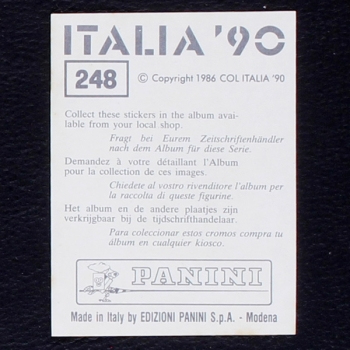 ITALIA '90
248
© Copyright 1986 COL ITALIA '90
Collect these stickers in the album avai-
lable from your local shop.
Fragt bei Eurem Zeitschriftenhändler
nach dem Album für diese Serie.
Demandez à votre détaillant l'Album
pour la collection de ces images.
Chiedete al vostro rivenditore l'album per
la raccolta di queste figurine.
Het album en de andere plaatjes zijn
verkrijgbaar bij de tijdschrifthandelaar.
Para coleccionar estos cromos compra tu
álbum en cualquier kiosco.
PANINI
Made in Italy by EDIZIONI PANINI S.p.A. - Modena